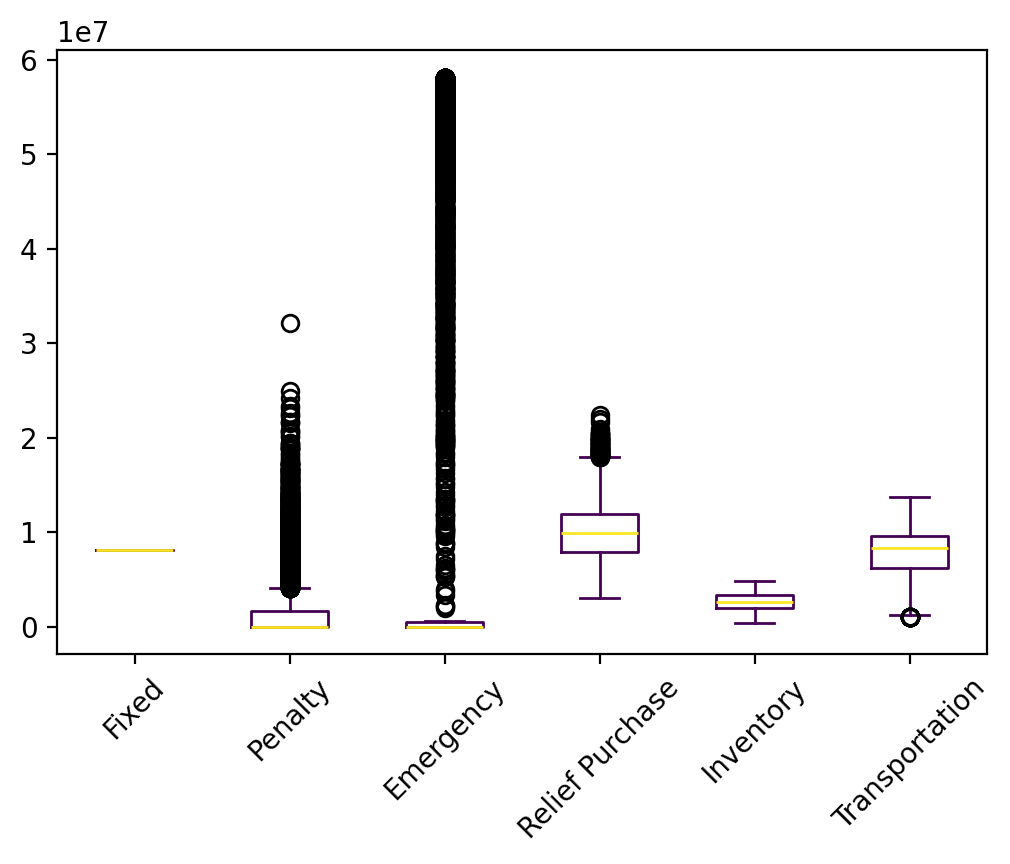 1e7
6
5
4
3
2
1
0
Fixed
Penalty
Emergency
Relief Purchase
Inventory
Transportation